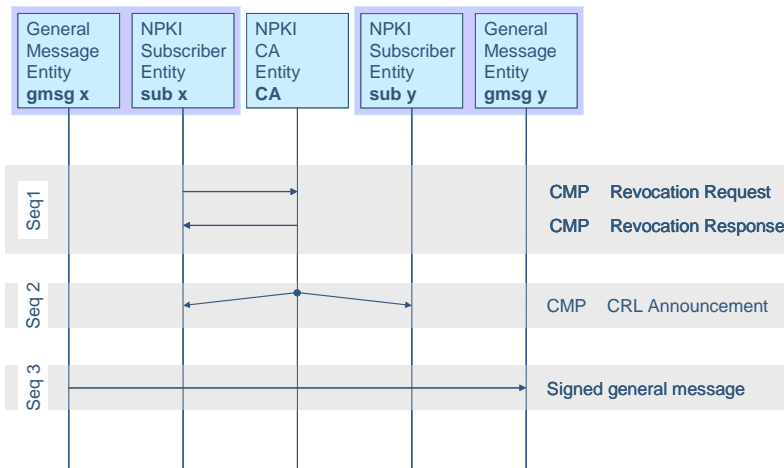 General
Message
Entity
gmsg x
NPKI
Subscriber
Entity
sub x
NPKI
CA
Entity
CA
NPKI
Subscriber
Entity
sub y
General
Message
Entity
gmsg y
Seq1
CMP Revocation Request
CMP Revocation Response
Seq 2
CMP CRL Announcement
Seq 3
Signed general message